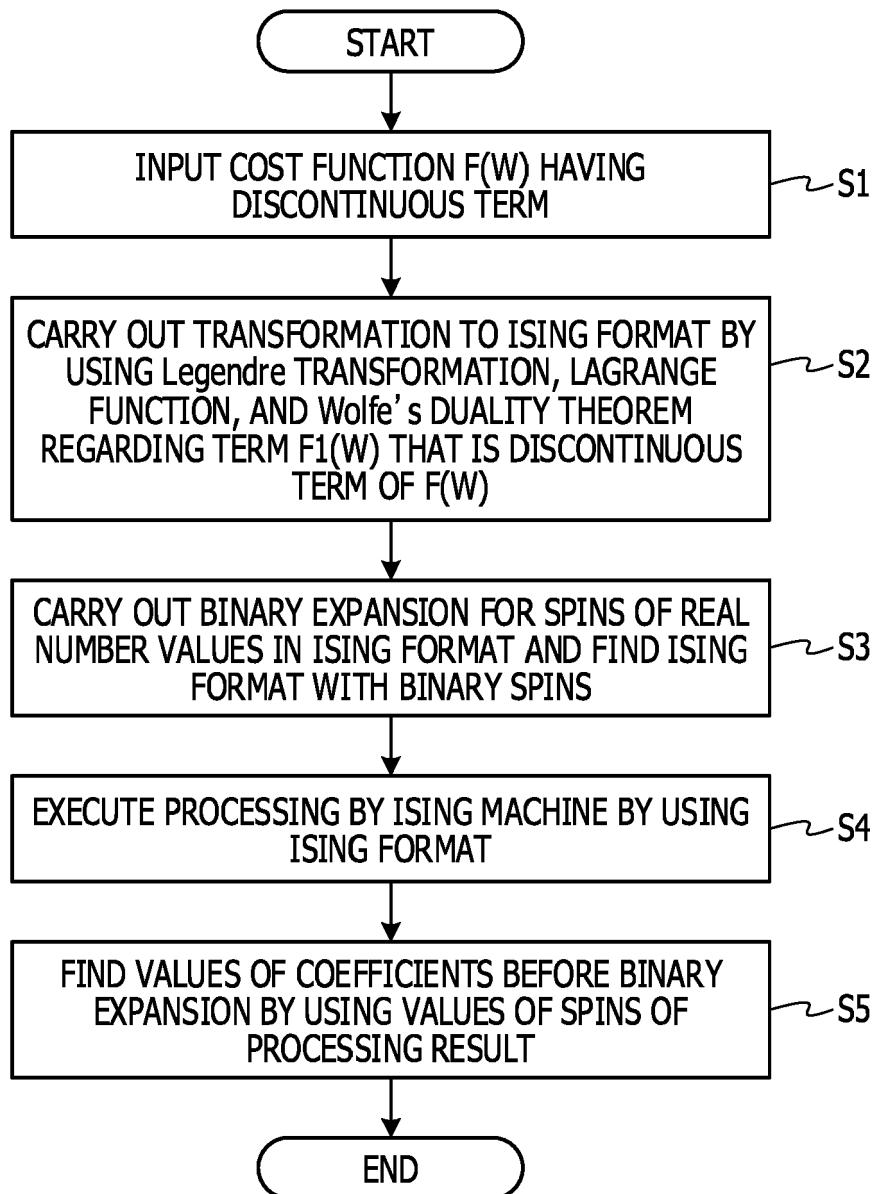 START
INPUT COST FUNCTION F(W) HAVING
DISCONTINUOUS TERM
S1
CARRY OUT TRANSFORMATION TO ISING FORMAT BY
USING Legendre TRANSFORMATION, LAGRANGE
FUNCTION, AND Wolfe's DUALITY THEOREM
REGARDING TERM F1(W) THAT IS DISCONTINUOUS
TERM OF F(W)
S2
CARRY OUT BINARY EXPANSION FOR SPINS OF REAL
NUMBER VALUES IN ISING FORMAT AND FIND ISING
FORMAT WITH BINARY SPINS
S3
EXECUTE PROCESSING BY ISING MACHINE BY USING
ISING FORMAT
S4
FIND VALUES OF COEFFICIENTS BEFORE BINARY
EXPANSION BY USING VALUES OF SPINS OF
PROCESSING RESULT
S5
END